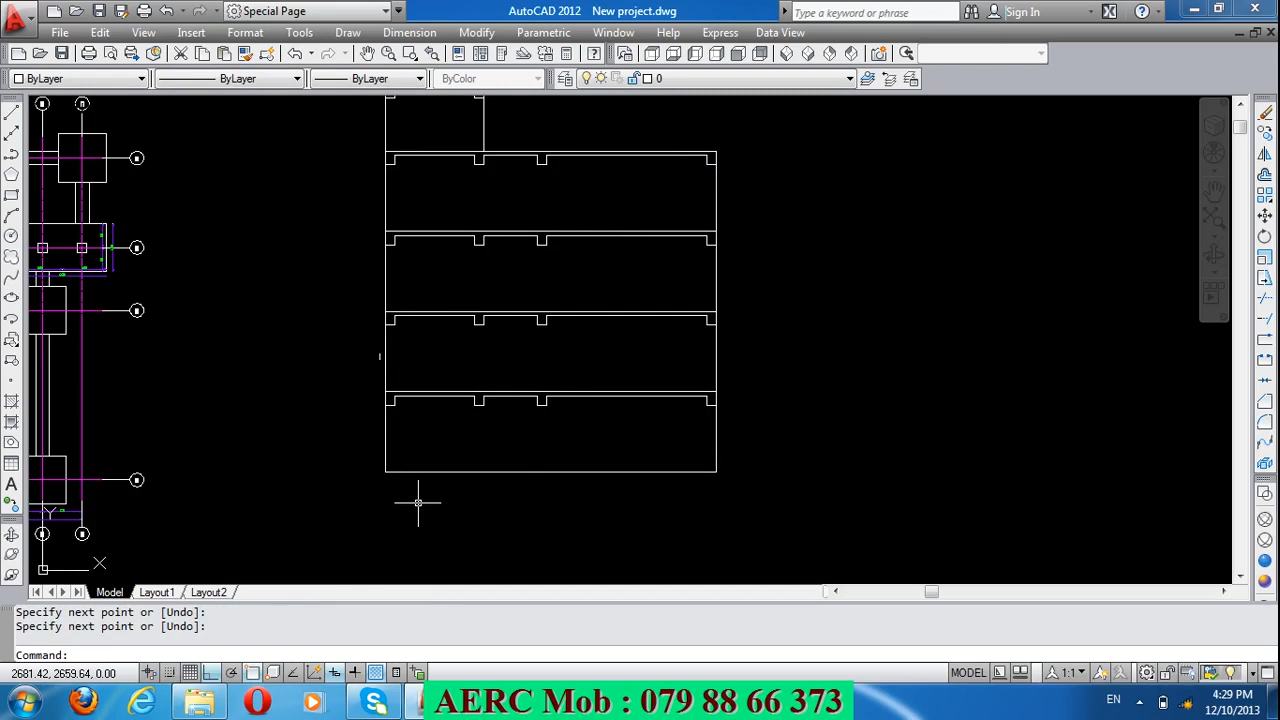 Special Page
AutoCAD 2012 New project.dwg
Type a keyword or phrase
Sign In
File Edit View Insert Format Tools Draw Dimension Modify Parametric Window Help Express Data View
ByLayer ByLayer ByLayer ByColor 0
Y
X
Model Layout1 Layout2
Specify next point or [Undo]:
Specify next point or [Undo]:
Command:
2681.42, 2659.64, 0.00 MODEL 1:1
AERC Mob : 079 88 66 373
EN
4:29 PM
12/10/2013